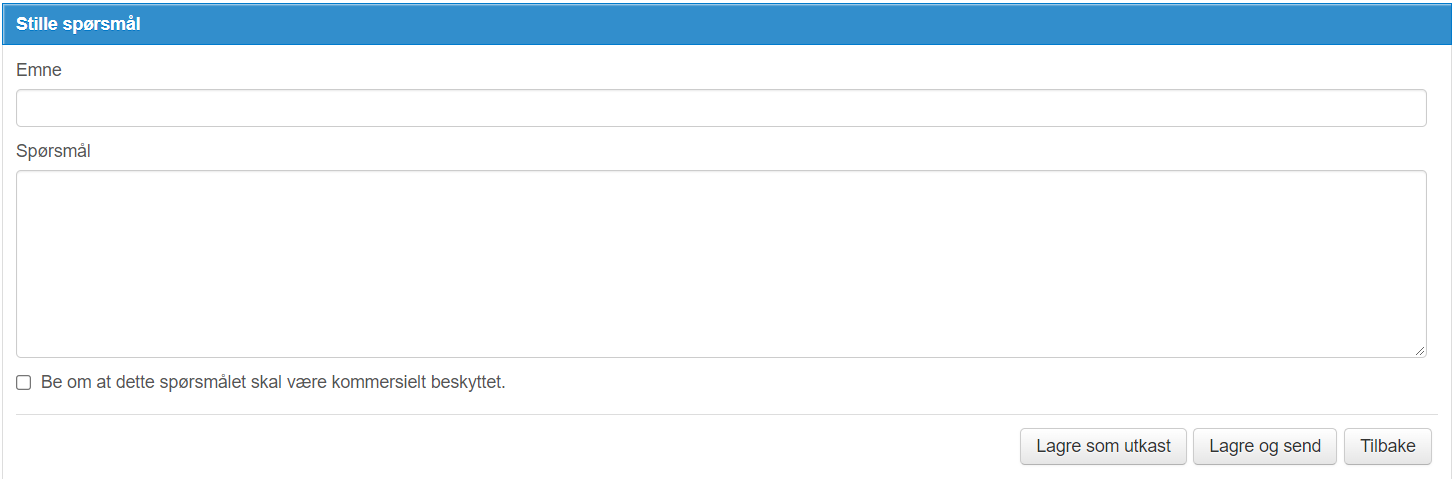 Stille spørsmål
Emne
Spørsmål
Be om at dette spørsmålet skal være kommersielt beskyttet.
Lagre som utkast Lagre og send Tilbake